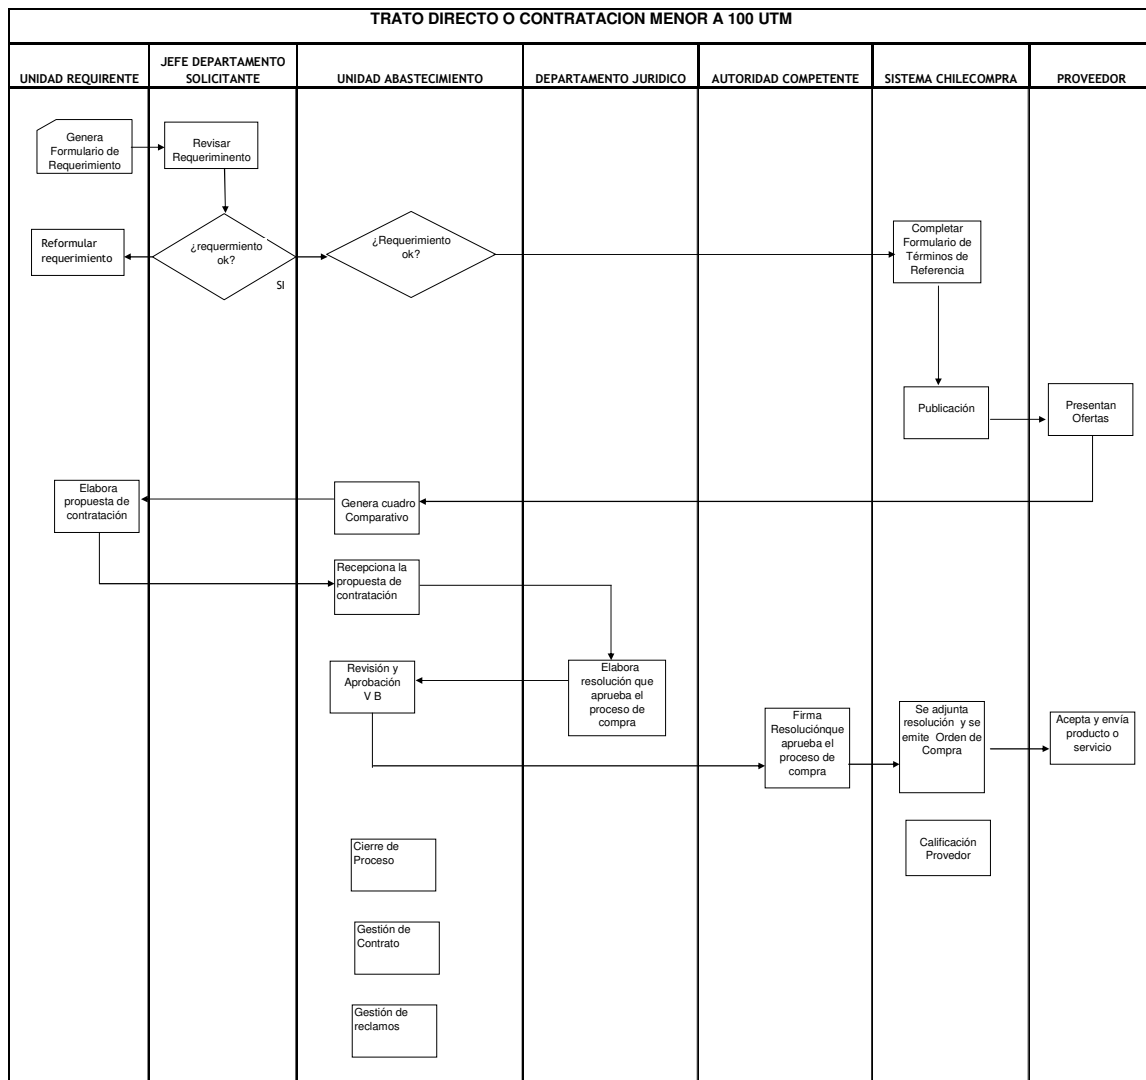 TRATO DIRECTO O CONTRATACION MENOR A 100 UTM
UNIDAD REQUIRENTE
JEFE DEPARTAMENTO
SOLICITANTE
UNIDAD ABASTECIMIENTO
DEPARTAMENTO JURIDICO
AUTORIDAD COMPETENTE
SISTEMA CHILECOMPRA
PROVEEDOR
Genera
Formulario de
Requerimiento
Revisar
Requeriminento
Reformular
requerimiento
¿requermiento
ok?
SI
¿Requerimiento
ok?
Completar
Formulario de
Términos de
Referencia
Publicación
Presentan
Ofertas
Elabora
propuesta de
contratación
Genera cuadro
Comparativo
Recepciona la
propuesta de
contratación
Revisión y
Aprobación
V B
Elabora
resolución que
aprueba el
proceso de
compra
Firma
Resoluciónque
aprueba el
proceso de
compra
Se adjunta
resolución y se
emite Orden de
Compra
Acepta y envía
producto o
servicio
Cierre de
Proceso
Calificación
Provedor
Gestión de
Contrato
Gestión de
reclamos